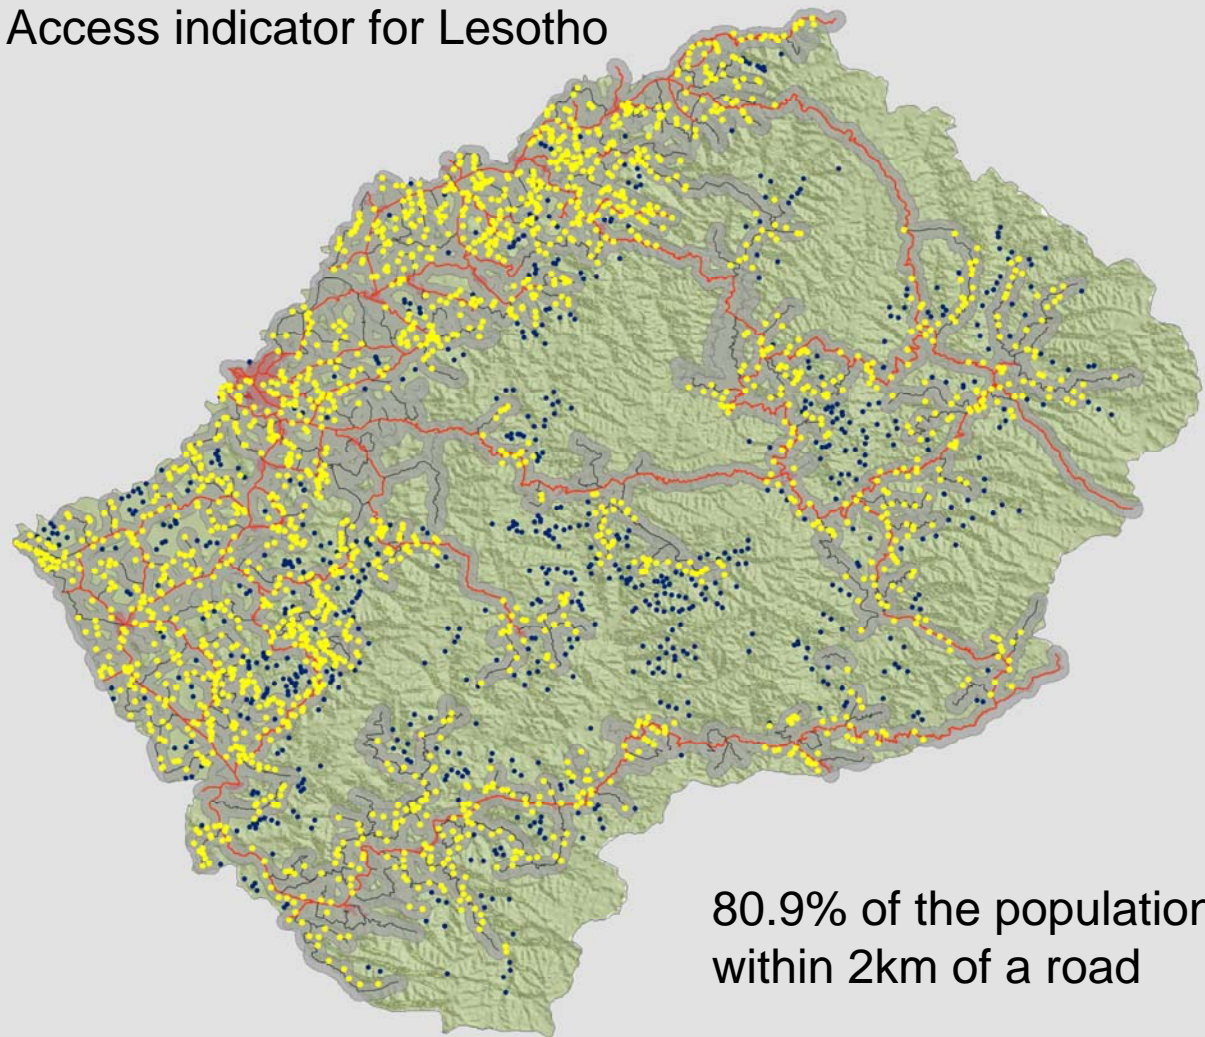 Access indicator for Lesotho
80.9% of the population
within 2km of a road